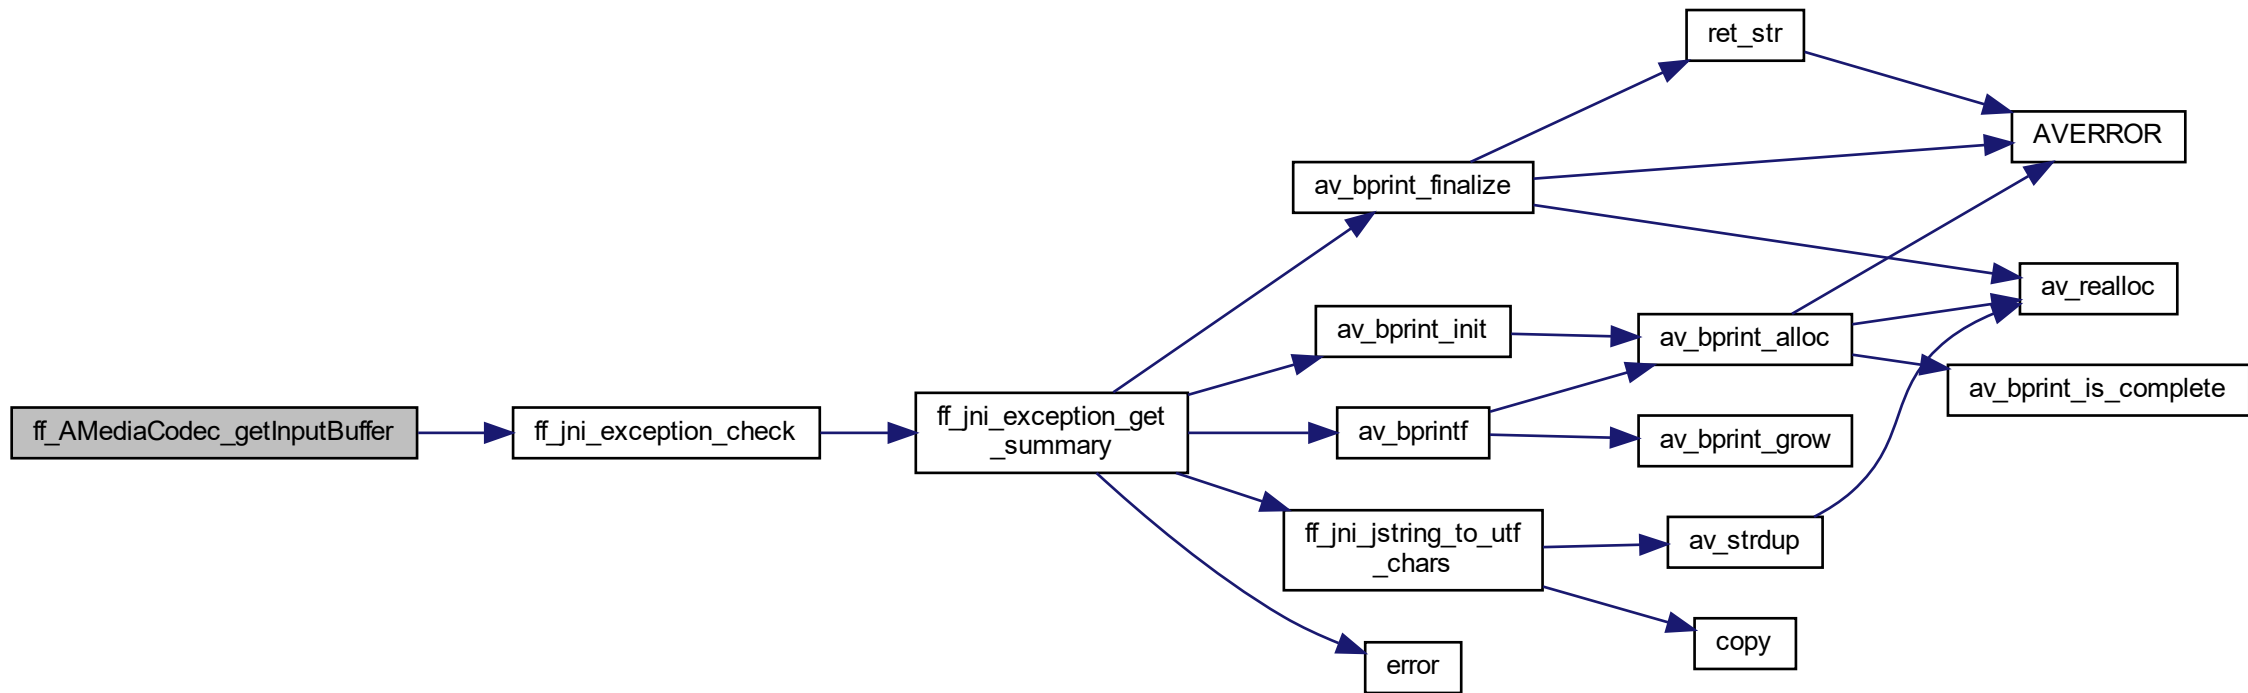 ff_AMediaCodec_getInputBuffer
ff_jni_exception_check
ff_jni_exception_get
_summary
av_bprint_finalize
av_bprint_init
av_bprintf
ff_jni_jstring_to_utf
_chars
error
ret_str
av_bprint_alloc
av_bprint_grow
av_strdup
copy
AVERROR
av_realloc
av_bprint_is_complete